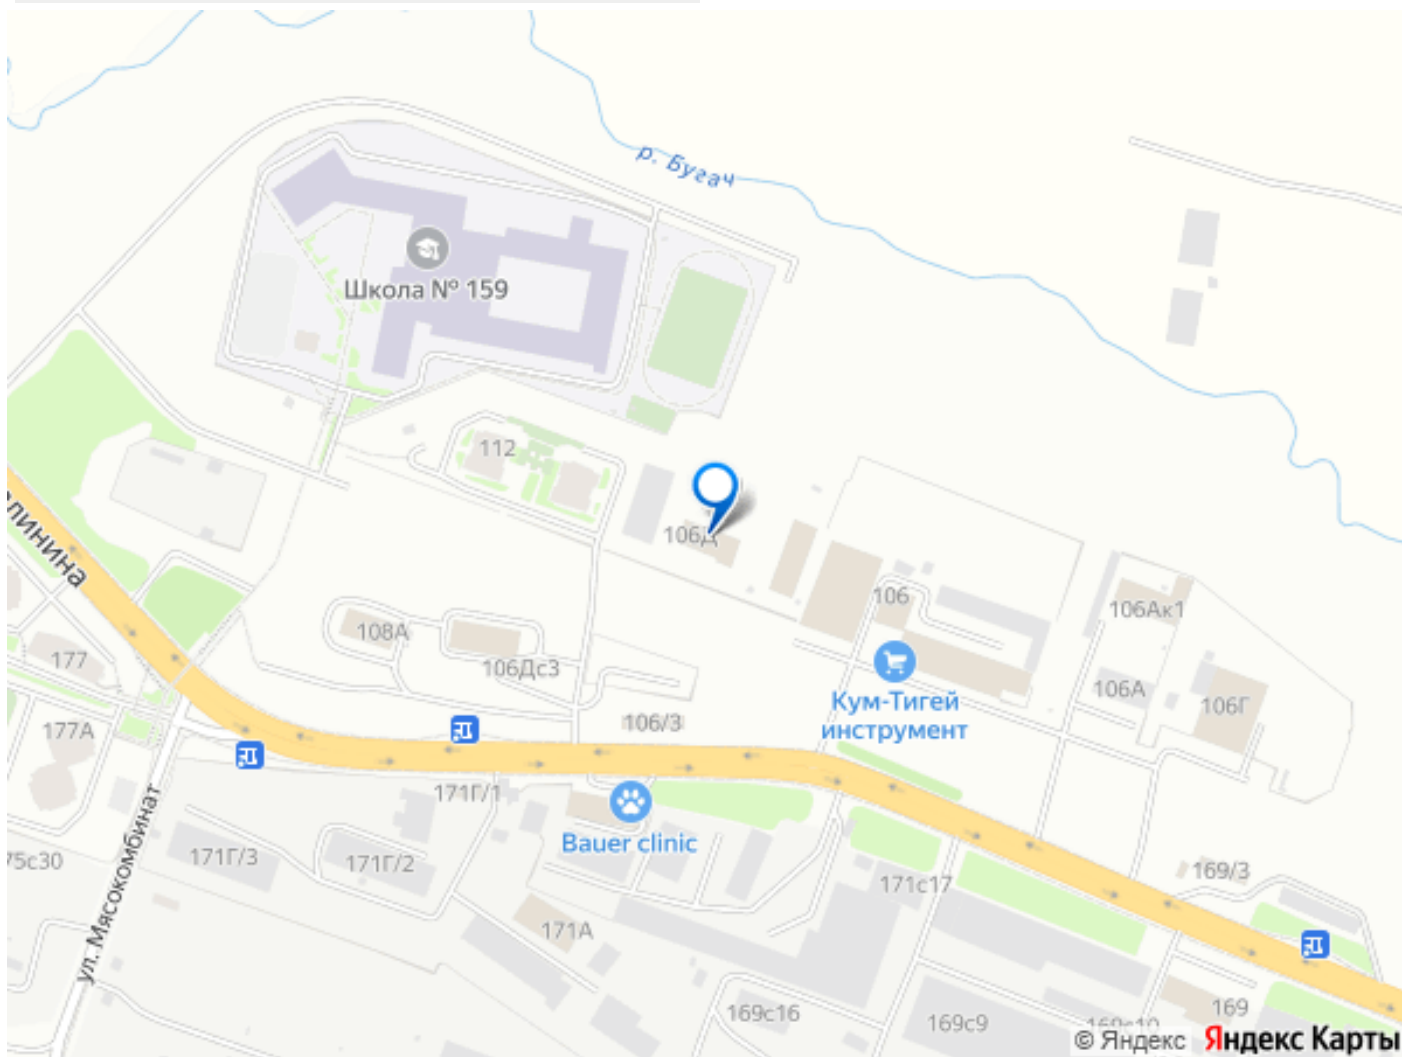 р. Бугач
Школа № 159
112
106Д
линина
108А
106Дс3
106
106Ак1
177
106А
106Г
Кум-Тигей
инструмент
177А
106/3
171Г/1
ул. Мясокомбинат
Bauer clinic
75с30
171Г/3
171Г/2
171с17
169/3
171А
169с16
169с9
169с10
169
© Яндекс
Яндекс Карты